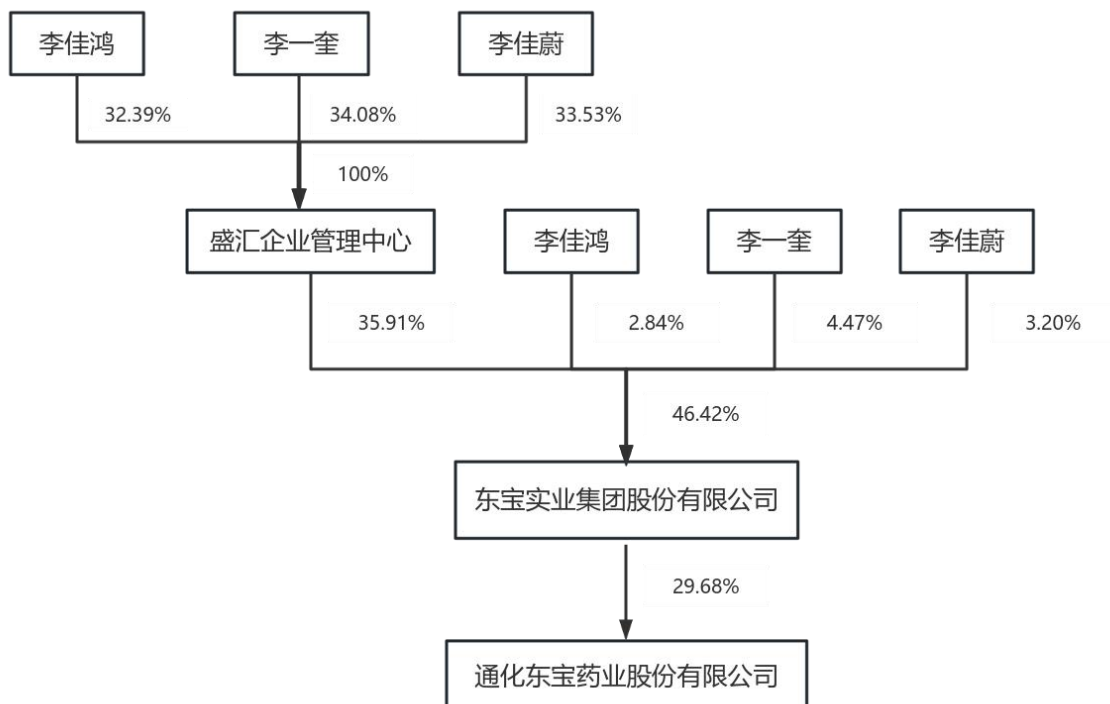 李佳鸿
李一奎
李佳蔚
32.39%
34.08%
33.53%
100%
盛汇企业管理中心
李佳鸿
李一奎
李佳蔚
35.91%
2.84%
4.47%
3.20%
46.42%
东宝实业集团股份有限公司
29.68%
通化东宝药业股份有限公司